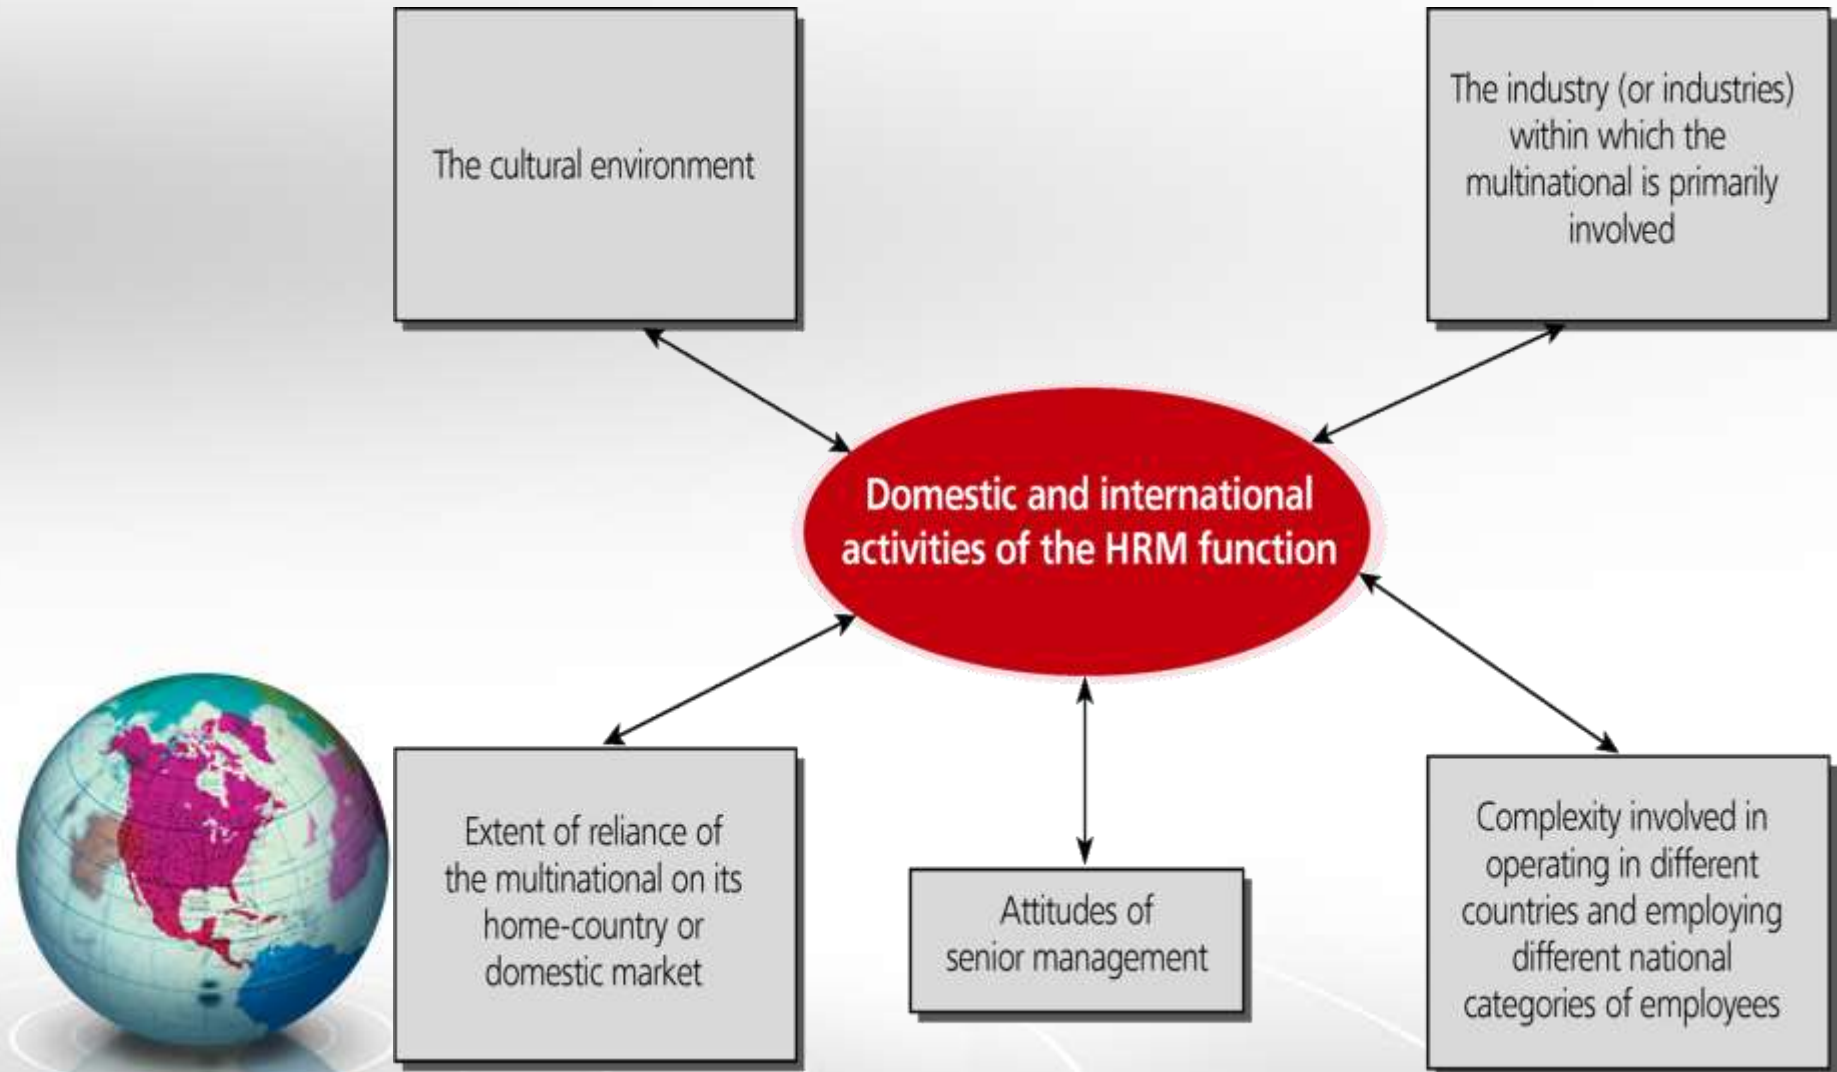 The cultural environment
The industry (or industries)
within which the
multinational is primarily
involved
Domestic and international
activities of the HRM function
Extent of reliance of
the multinational on its
home-country or
domestic market
Attitudes of
senior management
Complexity involved in
operating in different
countries and employing
different national
categories of employees